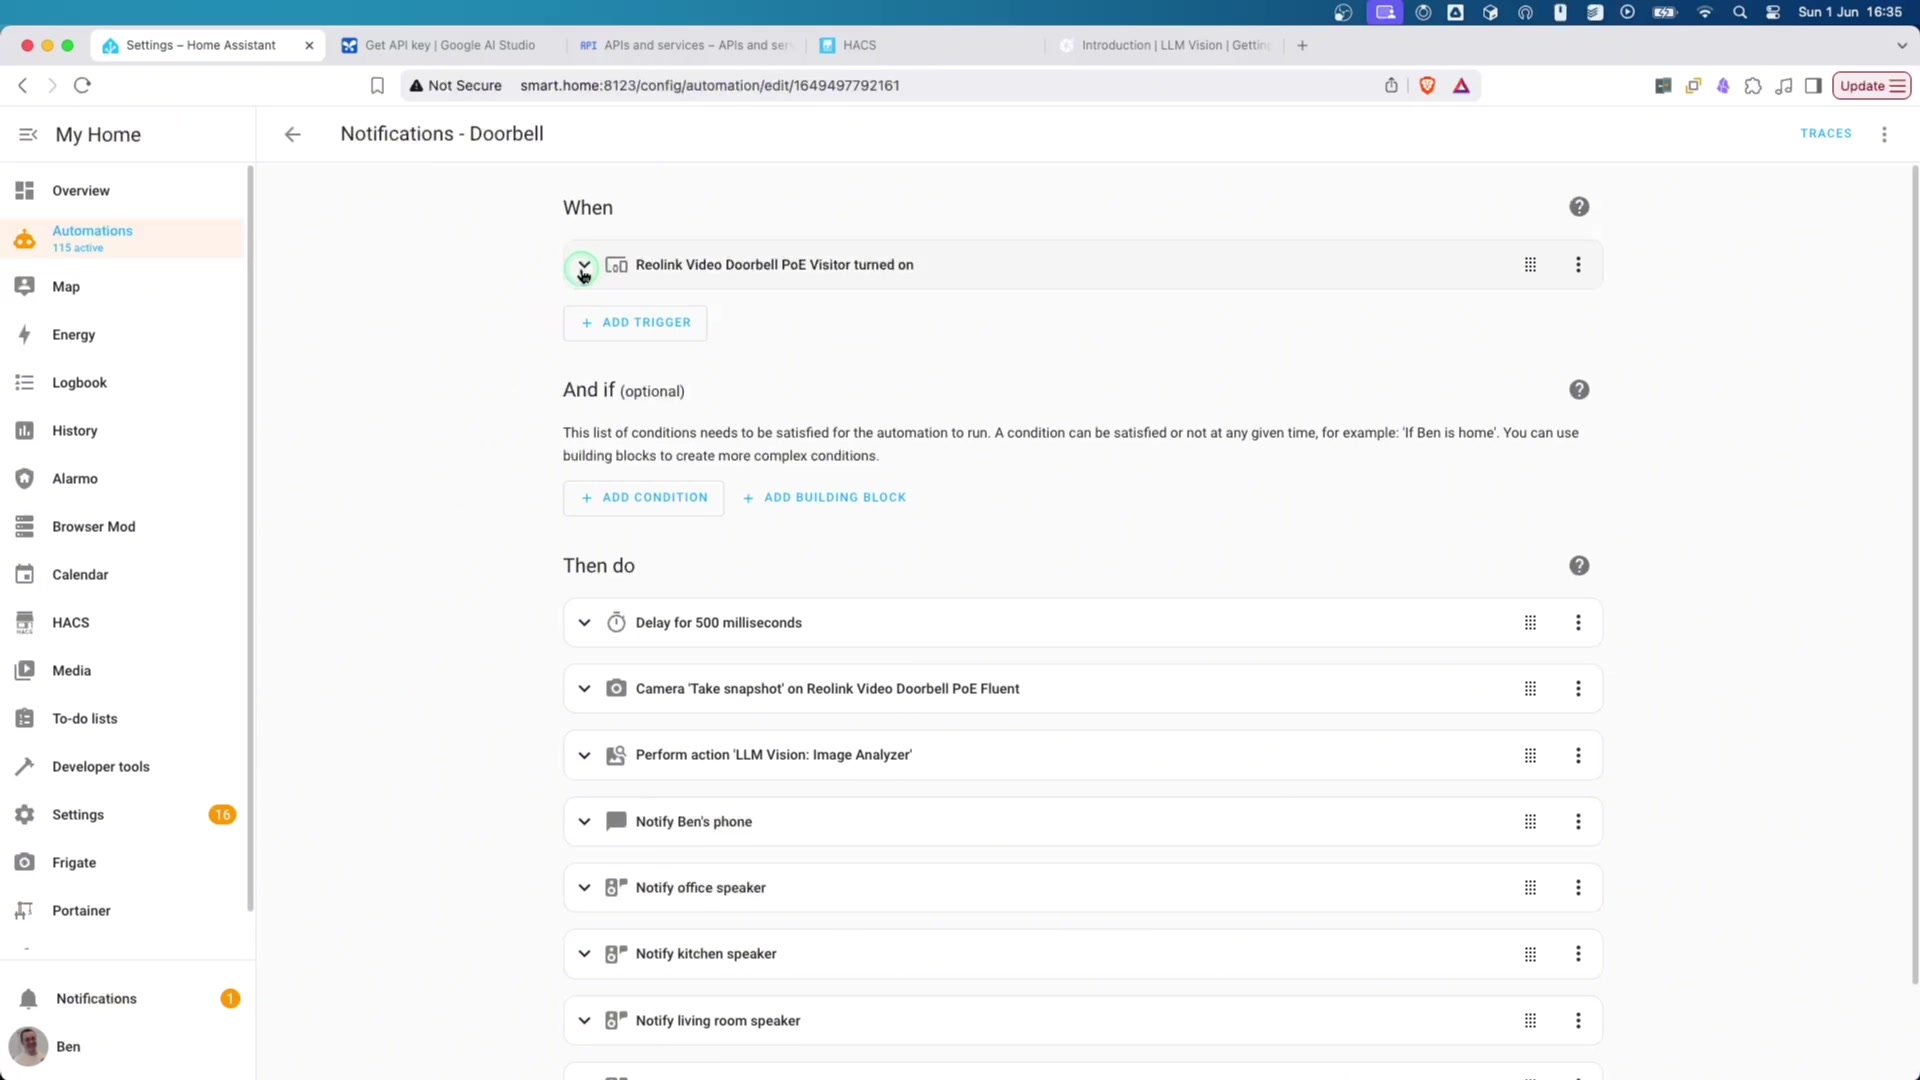 Sun 1 Jun 16:35
Settings – Home Assistant
Get API key | Google AI Studio
API APIs and services – APIs and ser
HACS
Introduction | LLM Vision | Getting
Not Secure smart.home:8123/config/automation/edit/1649497792161
Update
My Home
Notifications - Doorbell
TRACES
Overview
Automations
115 active
Map
Energy
Logbook
History
Alarmo
Browser Mod
Calendar
HACS
Media
To-do lists
Developer tools
Settings 16
Frigate
Portainer
Notifications 1
Ben
When
Reolink Video Doorbell PoE Visitor turned on
+ ADD TRIGGER
And if (optional)
This list of conditions needs to be satisfied for the automation to run. A condition can be satisfied or not at any given time, for example: 'If Ben is home'. You can use
building blocks to create more complex conditions.
+ ADD CONDITION + ADD BUILDING BLOCK
Then do
Delay for 500 milliseconds
Camera 'Take snapshot' on Reolink Video Doorbell PoE Fluent
Perform action 'LLM Vision: Image Analyzer'
Notify Ben's phone
Notify office speaker
Notify kitchen speaker
Notify living room speaker